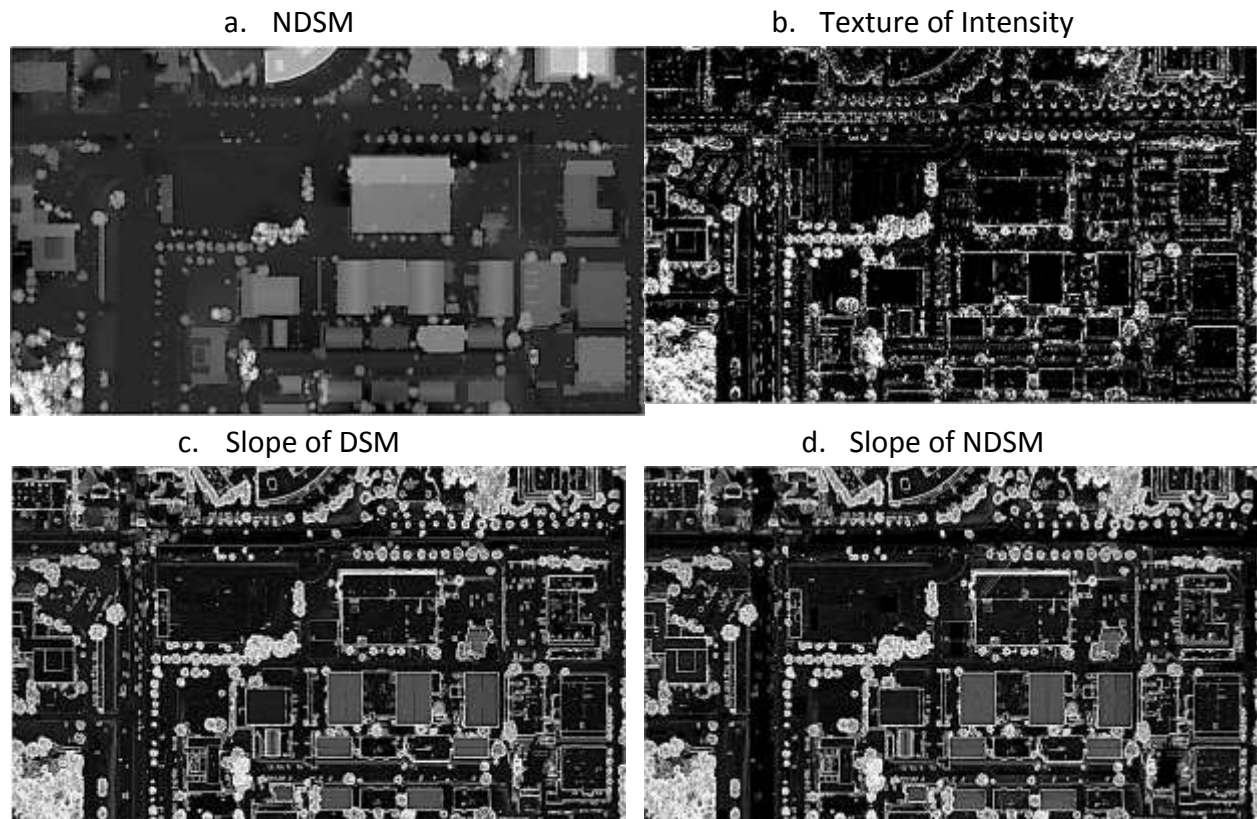 a. NDSM
b. Texture of Intensity
c. Slope of DSM
d. Slope of NDSM